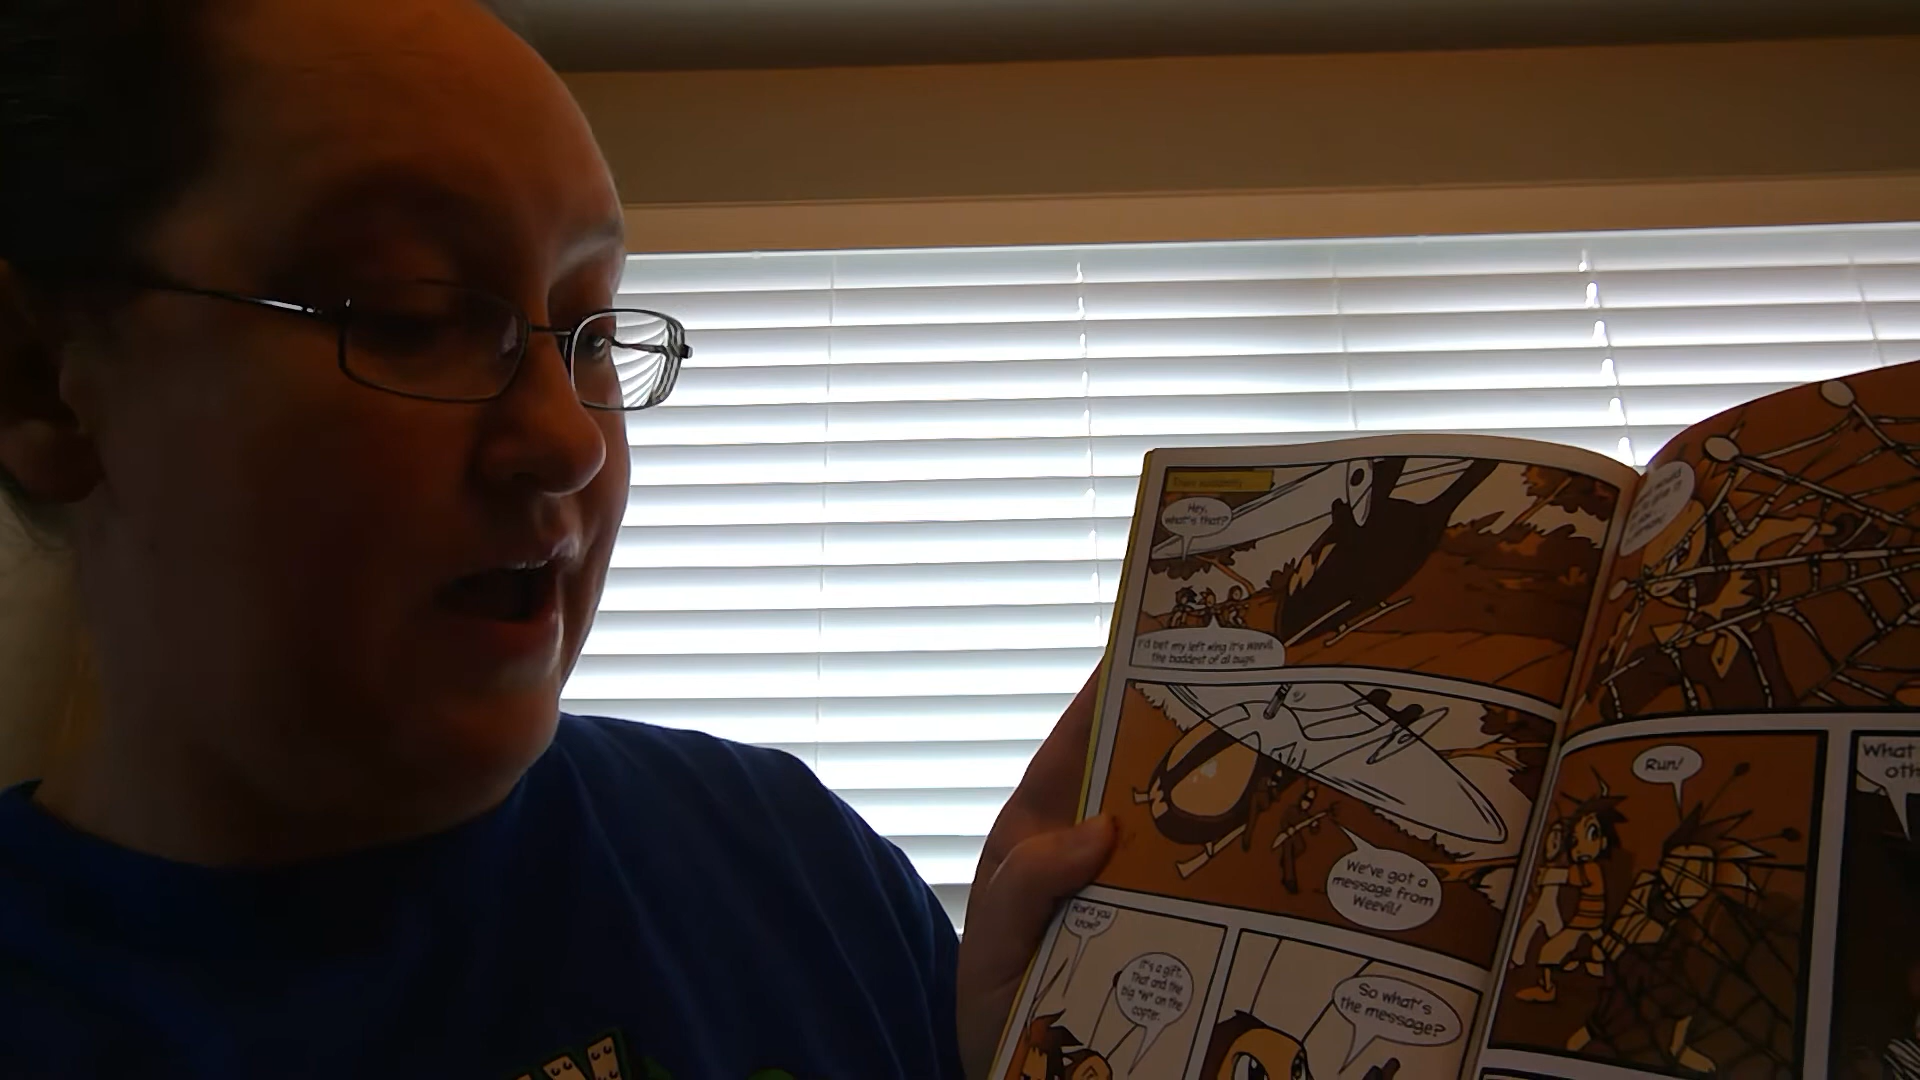 Then suddenly
Hey,
what's that?
I'd bet my left wing it's Weevil,
the baddest of all bugs.
We've got a
message from
Weevil!
How'd you
know?
It's a gift.
That and the
big "W" on the
copter.
So what's
the message?
Run!
What
oth